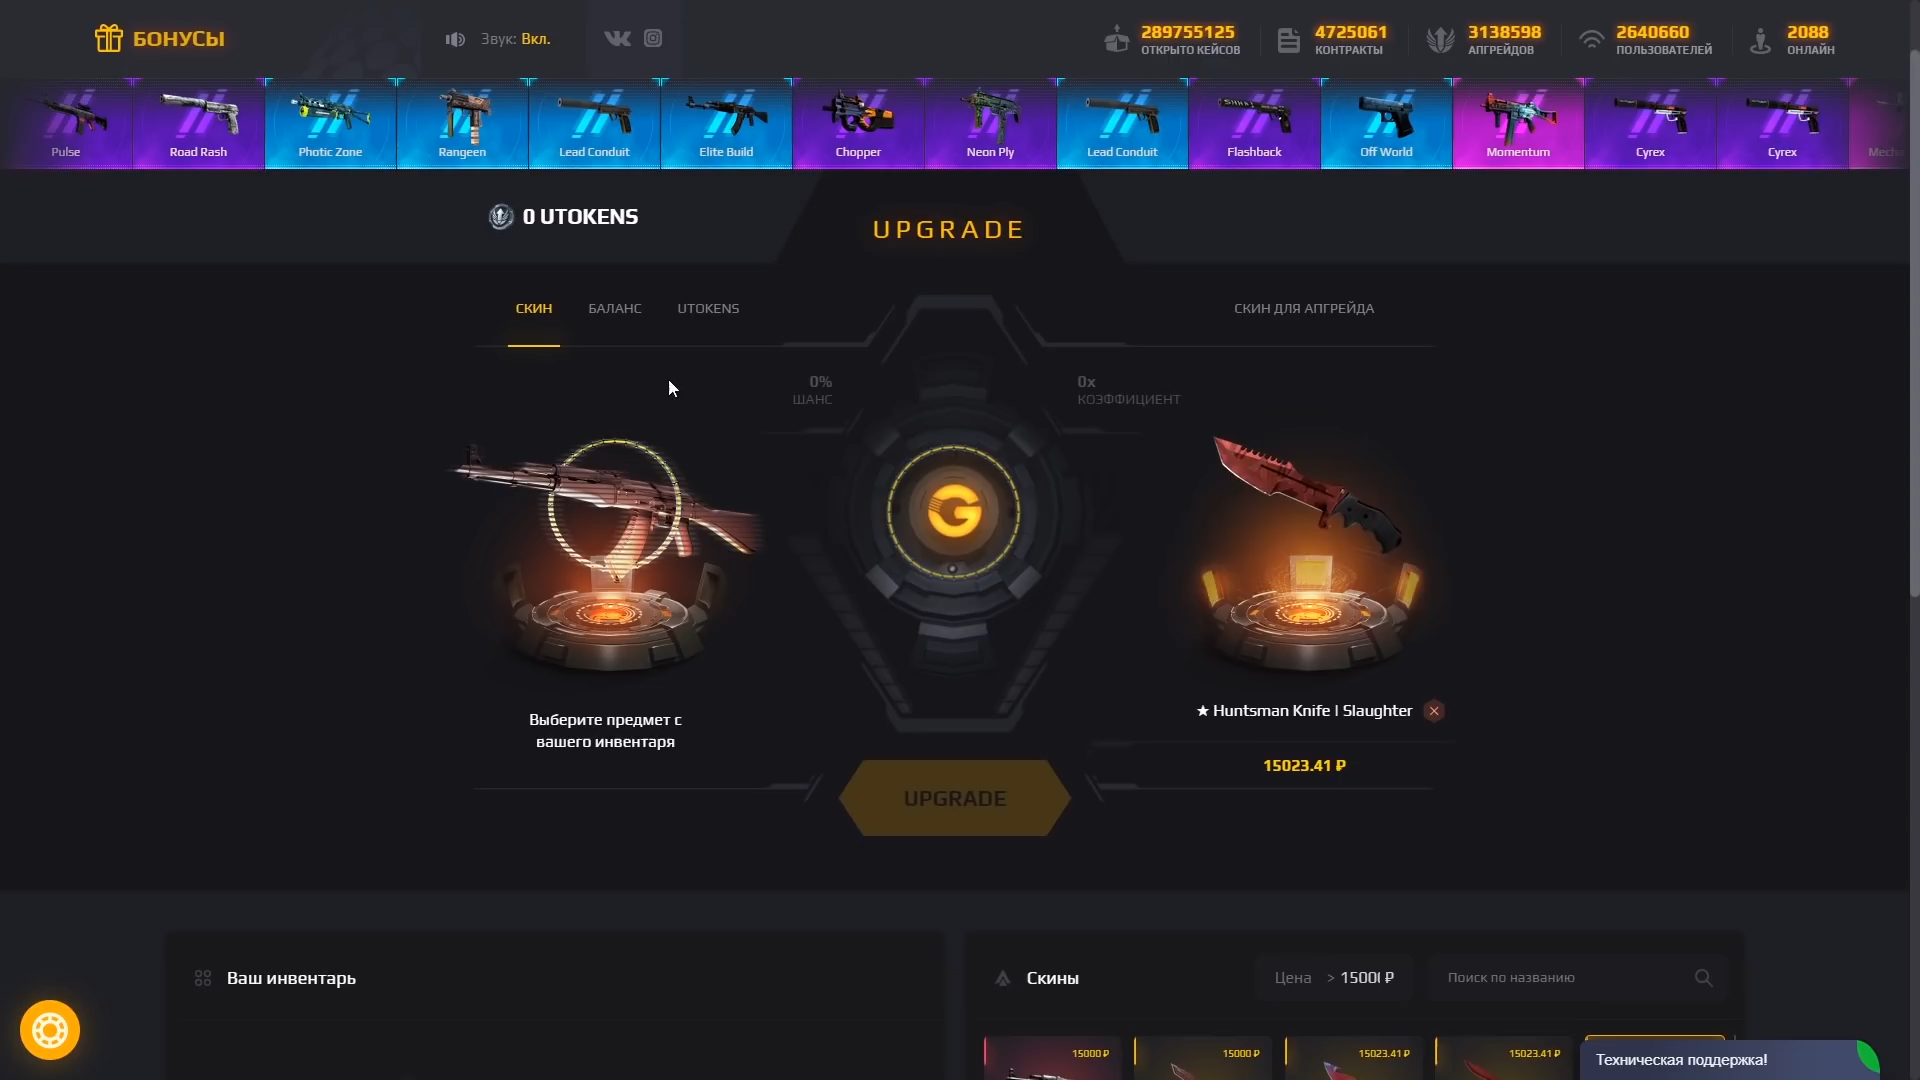 БОНУСЫ
Звук: Вкл.
289755125
ОТКРЫТО КЕЙСОВ
4725061
КОНТРАКТЫ
3138598
АПГРЕЙДОВ
2640660
ПОЛЬЗОВАТЕЛЕЙ
2088
ОНЛАЙН
Pulse
Road Rash
Photic Zone
Rangeen
Lead Conduit
Elite Build
Chopper
Neon Ply
Lead Conduit
Flashback
Off World
Momentum
Cyrex
Cyrex
0 UTOKENS
UPGRADE
СКИН
БАЛАНС
UTOKENS
СКИН ДЛЯ АПГРЕЙДА
0%
ШАНС
0x
КОЭФФИЦИЕНТ
Выберите предмет с
вашего инвентаря
★ Huntsman Knife | Slaughter
15023.41 ₽
UPGRADE
Ваш инвентарь
Скины
Цена > 1500 ₽
Поиск по названию
15000 ₽
15000 ₽
15023.41 ₽
15023.41 ₽
Техническая поддержка!